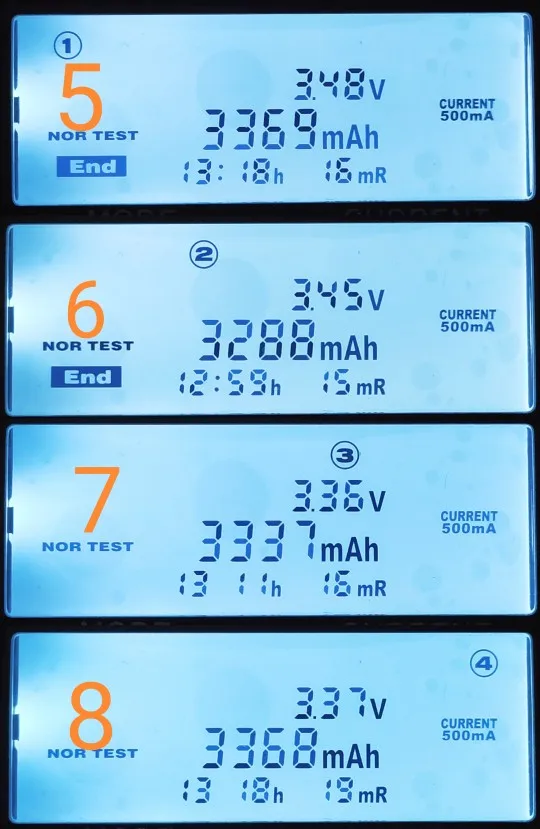 ①
5
3.48V
CURRENT
500mA
3369mAh
NOR TEST
End
13:18h 16mR
②
6
3.45V
CURRENT
500mA
3288mAh
NOR TEST
End
12:59h 15mR
③
7
3.36V
CURRENT
500mA
3337mAh
NOR TEST
13 11h 16mR
④
8
3.37V
CURRENT
500mA
3368mAh
NOR TEST
13 18h 19mR